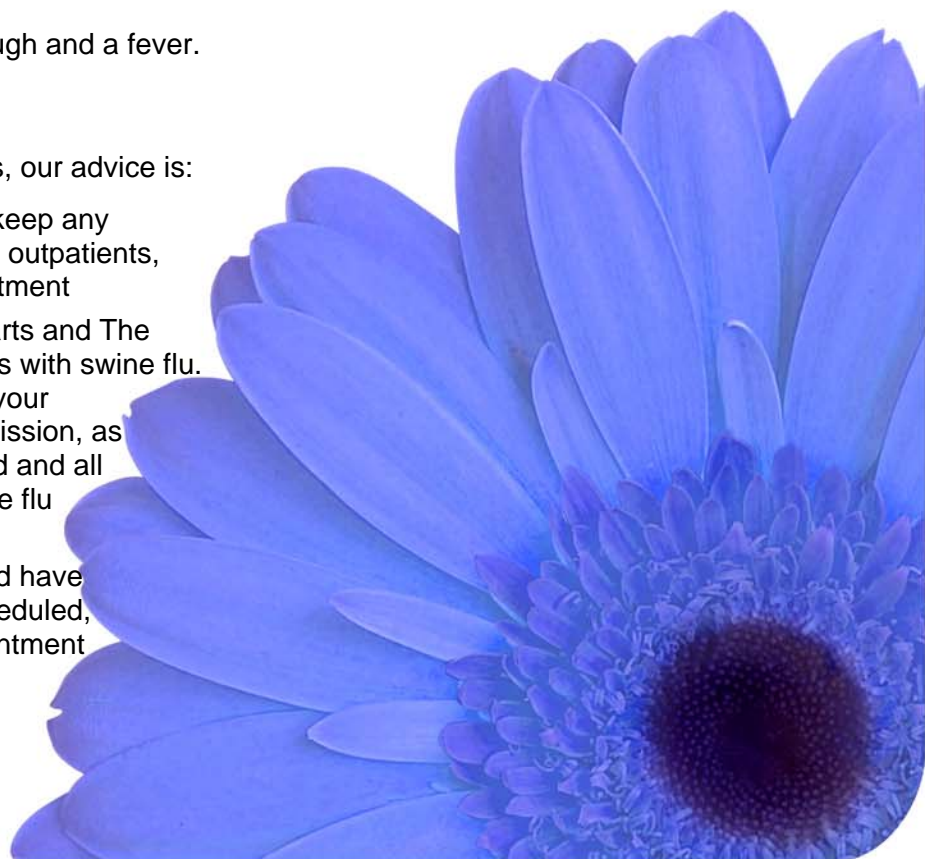 ugh and a fever.
s, our advice is:
keep any
outpatients,
tment
rts and The
s with swine flu.
your
ission, as
d and all
e flu
d have
eduled,
ntment